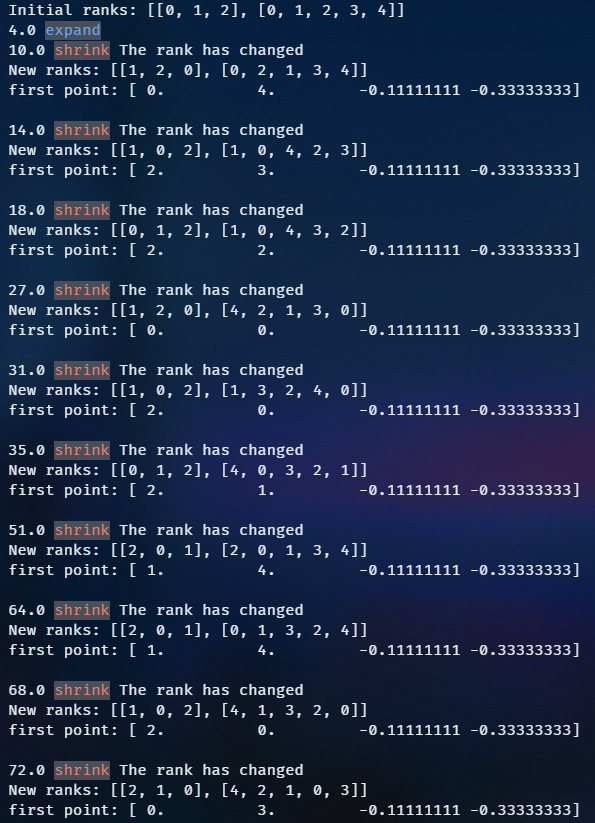 Initial ranks: [[0, 1, 2], [0, 1, 2, 3, 4]]
4.0 expand
10.0 shrink The rank has changed
New ranks: [[1, 2, 0], [0, 2, 1, 3, 4]]
first point: [ 0.          4.         -0.11111111 -0.33333333]
14.0 shrink The rank has changed
New ranks: [[1, 0, 2], [1, 0, 4, 2, 3]]
first point: [ 2.          3.         -0.11111111 -0.33333333]
18.0 shrink The rank has changed
New ranks: [[0, 1, 2], [1, 0, 4, 3, 2]]
first point: [ 2.          2.         -0.11111111 -0.33333333]
27.0 shrink The rank has changed
New ranks: [[1, 2, 0], [4, 2, 1, 3, 0]]
first point: [ 0.          0.         -0.11111111 -0.33333333]
31.0 shrink The rank has changed
New ranks: [[1, 0, 2], [1, 3, 2, 4, 0]]
first point: [ 2.          0.         -0.11111111 -0.33333333]
35.0 shrink The rank has changed
New ranks: [[0, 1, 2], [4, 0, 3, 2, 1]]
first point: [ 2.          1.         -0.11111111 -0.33333333]
51.0 shrink The rank has changed
New ranks: [[2, 0, 1], [2, 0, 1, 3, 4]]
first point: [ 1.          4.         -0.11111111 -0.33333333]
64.0 shrink The rank has changed
New ranks: [[2, 0, 1], [0, 1, 3, 2, 4]]
first point: [ 1.          4.         -0.11111111 -0.33333333]
68.0 shrink The rank has changed
New ranks: [[1, 0, 2], [4, 1, 3, 2, 0]]
first point: [ 2.          0.         -0.11111111 -0.33333333]
72.0 shrink The rank has changed
New ranks: [[2, 1, 0], [4, 2, 1, 0, 3]]
first point: [ 0.          3.         -0.11111111 -0.33333333]